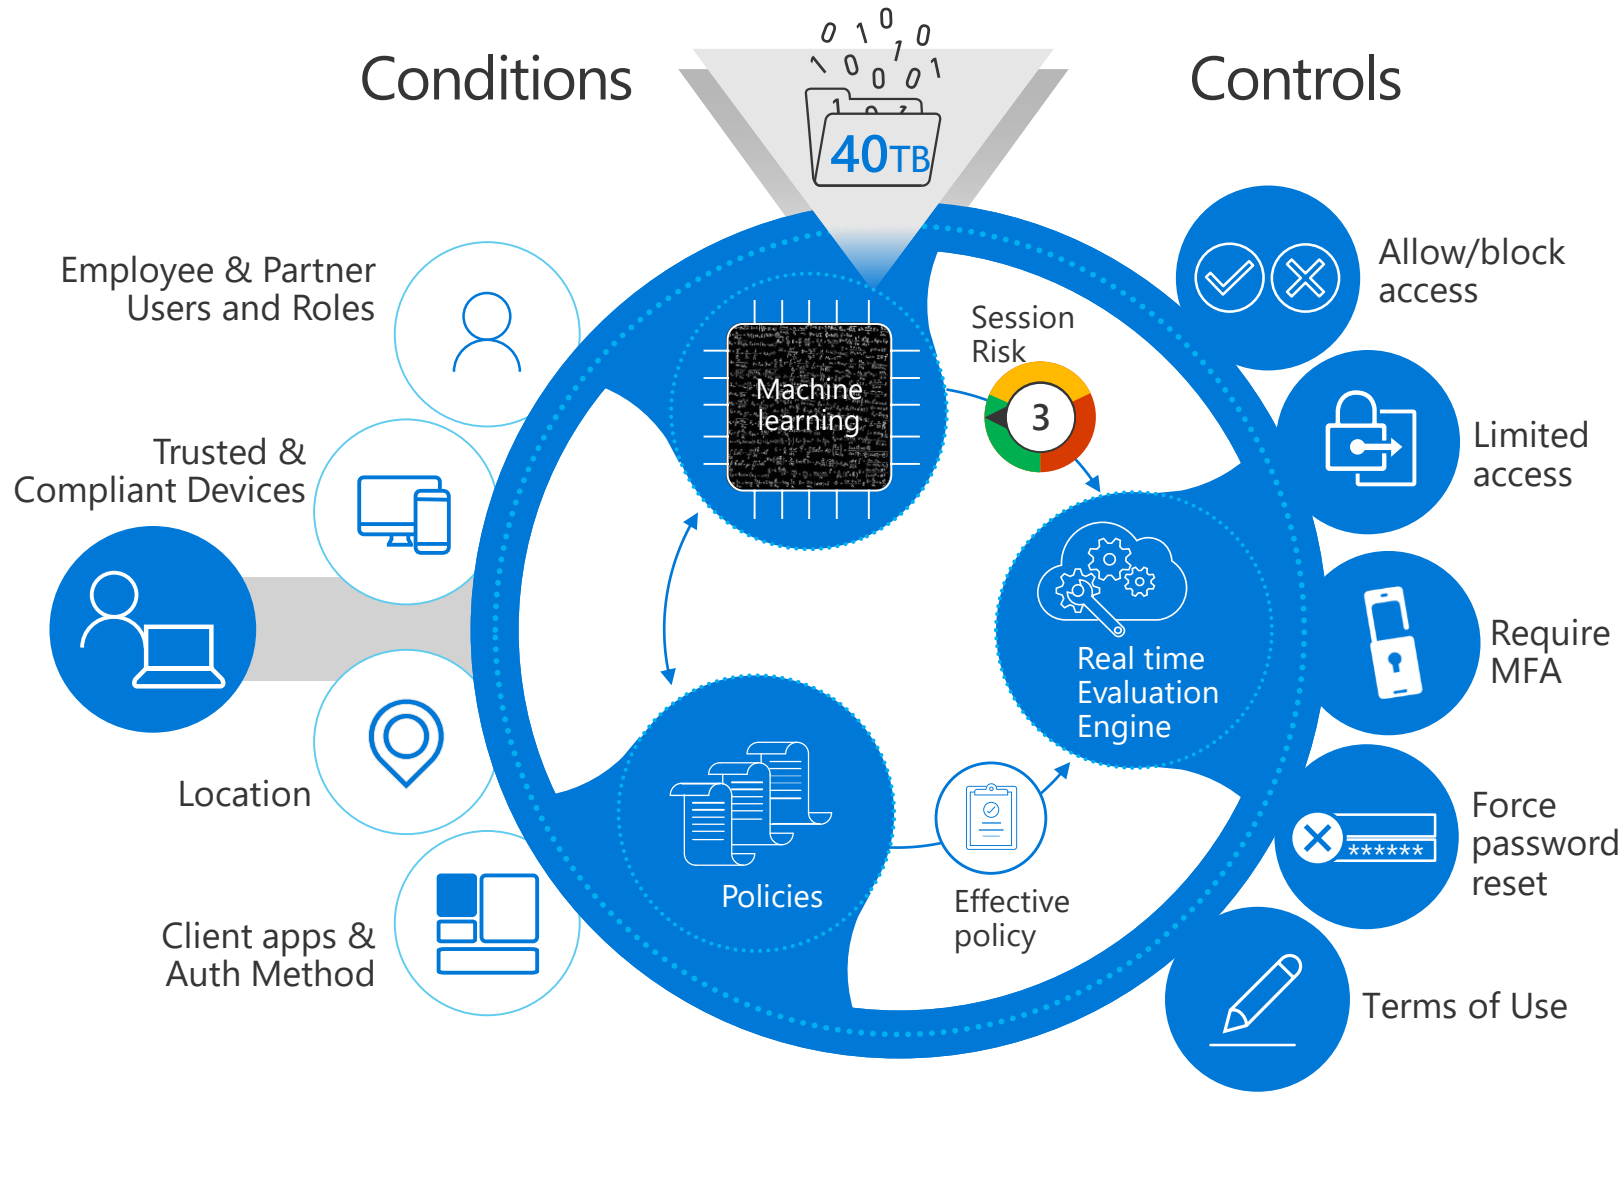 Conditions
Controls
0 1 0 0
1 0 0 1 0 1
40TB
Employee & Partner
Users and Roles
Trusted &
Compliant Devices
Location
Client apps &
Auth Method
Machine
learning
Session
Risk
3
Real time
Evaluation
Engine
Policies
Effective
policy
Allow/block
access
Limited
access
Require
MFA
Force
password
reset
******
Terms of Use